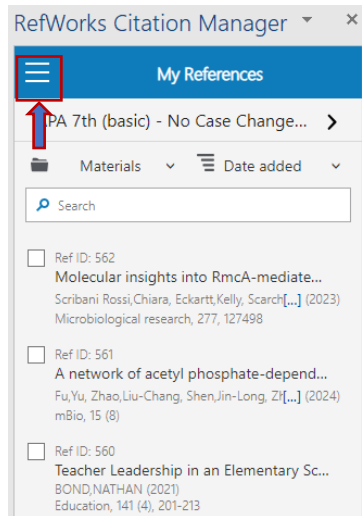 RefWorks Citation Manager
My References
APA 7th (basic) - No Case Change...
Materials
Date added
Search
Ref ID: 562
Molecular insights into RmcA-mediate...
Scribani Rossi,Chiara, Eckartt,Kelly, Scarch[...] (2023)
Microbiological research, 277, 127498
Ref ID: 561
A network of acetyl phosphate-depend...
Fu,Yu, Zhao,Liu-Chang, Shen,Jin-Long, Zh[...] (2024)
mBio, 15 (8)
Ref ID: 560
Teacher Leadership in an Elementary Sc...
BOND,NATHAN (2021)
Education, 141 (4), 201-213